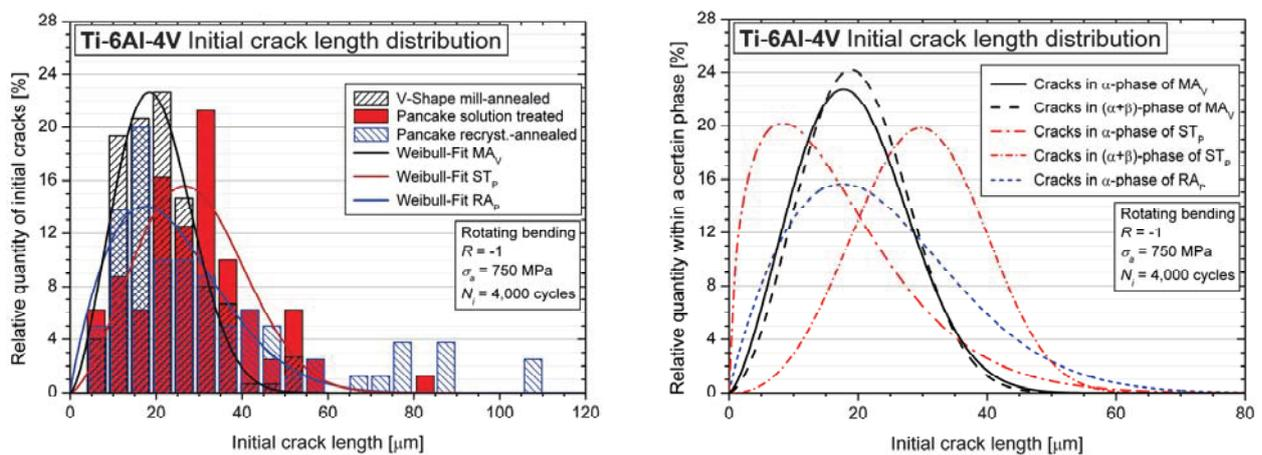 Ti-6Al-4V Initial crack length distribution
Relative quantity of initial cracks [%]
28
24
20
16
12
8
4
0
V-Shape mill-annealed
Pancake solution treated
Pancake recryst.-annealed
Weibull-Fit MAV
Weibull-Fit STP
Weibull-Fit RAP
Rotating bending
R = -1
σa = 750 MPa
Ni = 4,000 cycles
0 20 40 60 80 100 120
Initial crack length [μm]
Ti-6Al-4V Initial crack length distribution
Relative quantity within a certain phase [%]
28
24
20
16
12
8
4
0
Cracks in α-phase of MAV
Cracks in (α+β)-phase of MAV
Cracks in α-phase of STP
Cracks in (α+β)-phase of STP
Cracks in α-phase of RAP
Rotating bending
R = -1
σa = 750 MPa
Ni = 4,000 cycles
0 20 40 60 80
Initial crack length [μm]